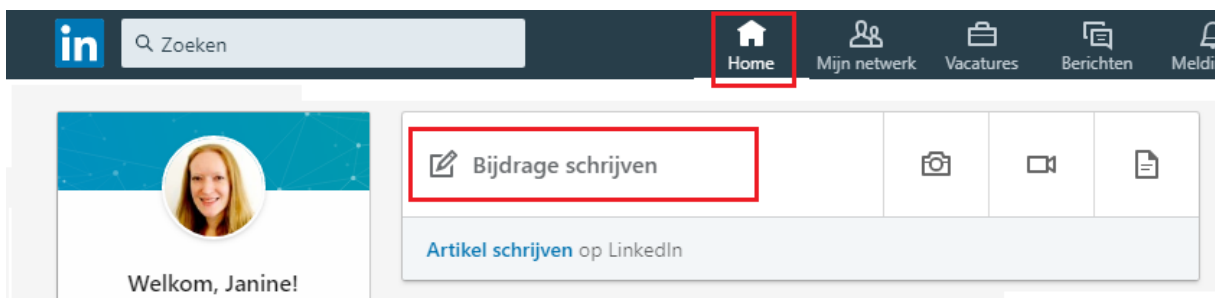 in
Zoeken
Home
Mijn netwerk
Vacatures
Berichten
Meldi
Bijdrage schrijven
Artikel schrijven op LinkedIn
Welkom, Janine!